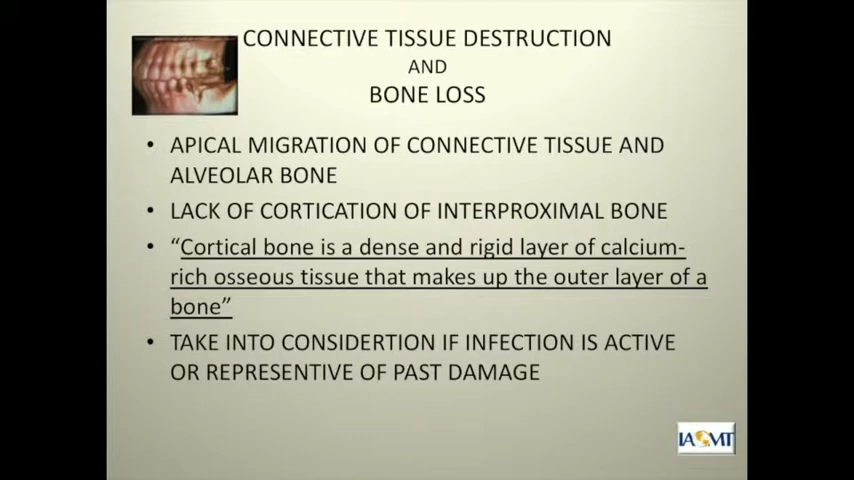 CONNECTIVE TISSUE DESTRUCTION
AND
BONE LOSS
• APICAL MIGRATION OF CONNECTIVE TISSUE AND
ALVEOLAR BONE
• LACK OF CORTICATION OF INTERPROXIMAL BONE
• “Cortical bone is a dense and rigid layer of calcium-
rich osseous tissue that makes up the outer layer of a
bone”
• TAKE INTO CONSIDERTION IF INFECTION IS ACTIVE
OR REPRESENTIVE OF PAST DAMAGE
IAOMT